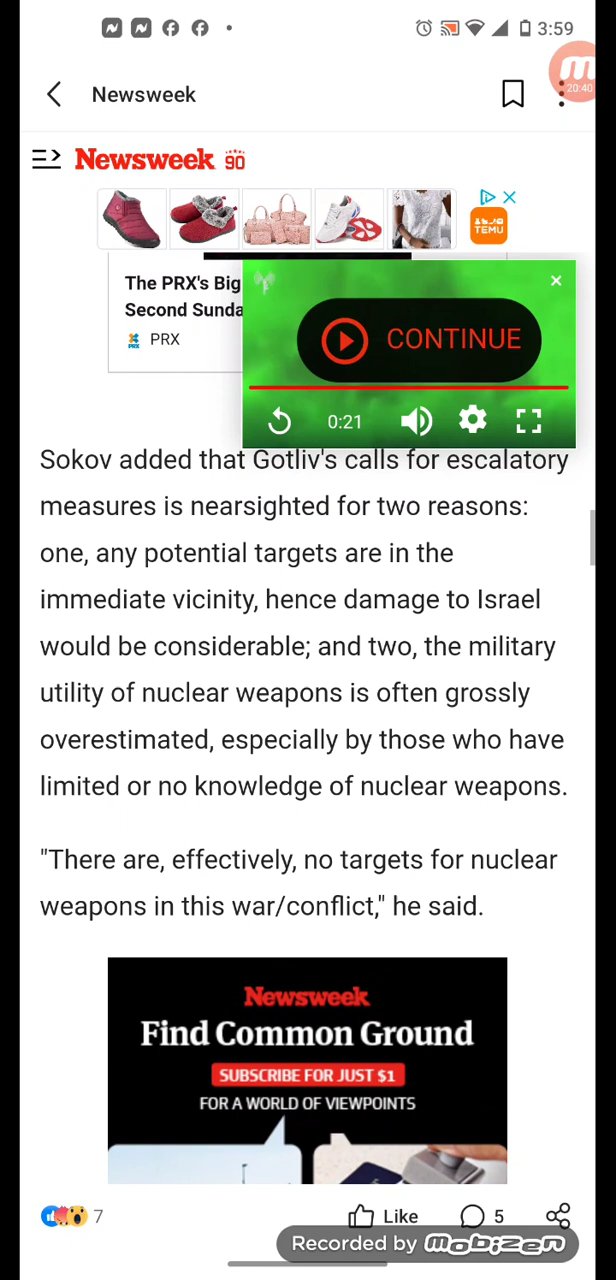 3:59
Newsweek
20:40
Newsweek 90
TEMU
The PRX's Big
Second Sunda
PRX
PRX
CONTINUE
0:21
Sokov added that Gotliv's calls for escalatory
measures is nearsighted for two reasons:
one, any potential targets are in the
immediate vicinity, hence damage to Israel
would be considerable; and two, the military
utility of nuclear weapons is often grossly
overestimated, especially by those who have
limited or no knowledge of nuclear weapons.
"There are, effectively, no targets for nuclear
weapons in this war/conflict," he said.
Newsweek
Find Common Ground
SUBSCRIBE FOR JUST $1
FOR A WORLD OF VIEWPOINTS
7
Like
5
Recorded by mobizen